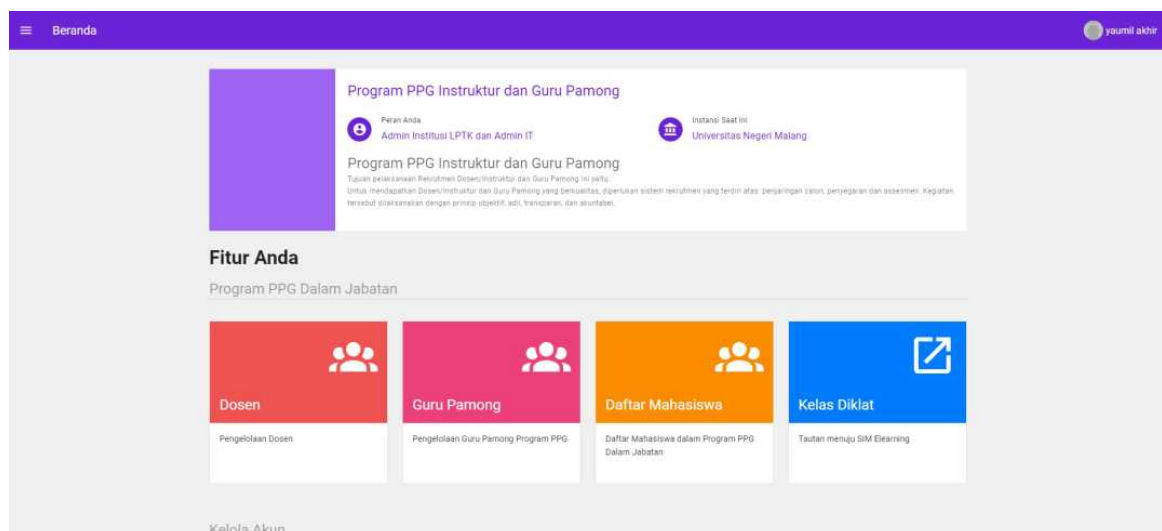 Beranda
yaumil akhir
Program PPG Instruktur dan Guru Pamong
Peran Anda
Admin Institusi LPTK dan Admin IT
Instansi Saat Ini
Universitas Negeri Malang
Program PPG Instruktur dan Guru Pamong
Tujuan pelaksanaan Rekrutmen Dosen/Instruktur dan Guru Pamong ini yaitu:
Untuk mendapatkan Dosen/Instruktur dan Guru Pamong yang berkualitas, diperlukan sistem rekrutmen yang terdiri atas: penjaringan calon, penyegaran dan assesmen. Kegiatan
tersebut dilaksanakan dengan prinsip objektif, adil, transparan, dan akuntabel.
Fitur Anda
Program PPG Dalam Jabatan
Dosen
Guru Pamong
Daftar Mahasiswa
Kelas Diklat
Pengelolaan Dosen
Pengelolaan Guru Pamong Program PPG
Daftar Mahasiswa dalam Program PPG
Dalam Jabatan
Tautan menuju SIM Elearning
Kelola Akun